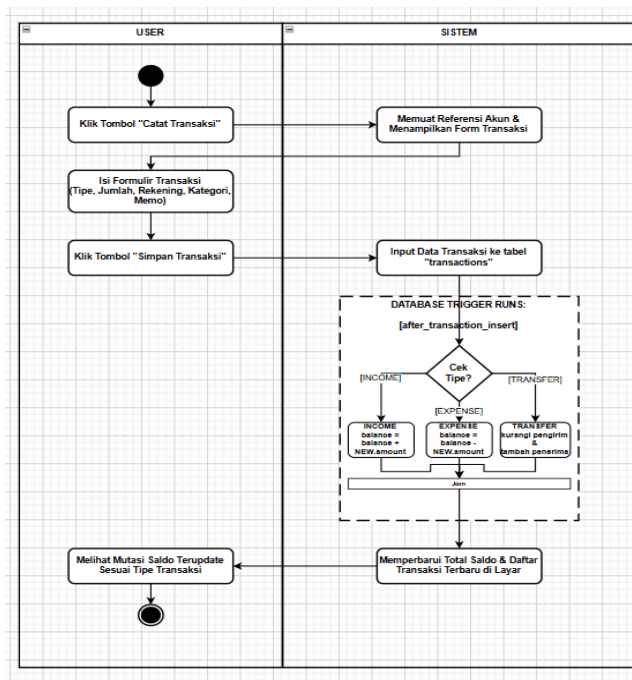 USER
SISTEM
Klik Tombol "Catat Transaksi"
Memuat Referensi Akun &
Menampilkan Form Transaksi
Isi Formulir Transaksi
(Tipe, Jumlah, Rekening, Kategori,
Memo)
Klik Tombol "Simpan Transaksi"
Input Data Transaksi ke tabel
"transactions"
DATABASE TRIGGER RUNS:
[after_transaction_insert]
Cek
Tipe?
[INCOME]
[TRANSFER]
[EXPENSE]
INCOME
balance =
balance +
NEW.amount
EXPENSE
balance =
balance -
NEW.amount
TRANSFER
kurangi pengirim
&
tambah penerima
Join
Melihat Mutasi Saldo Terupdate
Sesuai Tipe Transaksi
Memperbarui Total Saldo & Daftar
Transaksi Terbaru di Layar